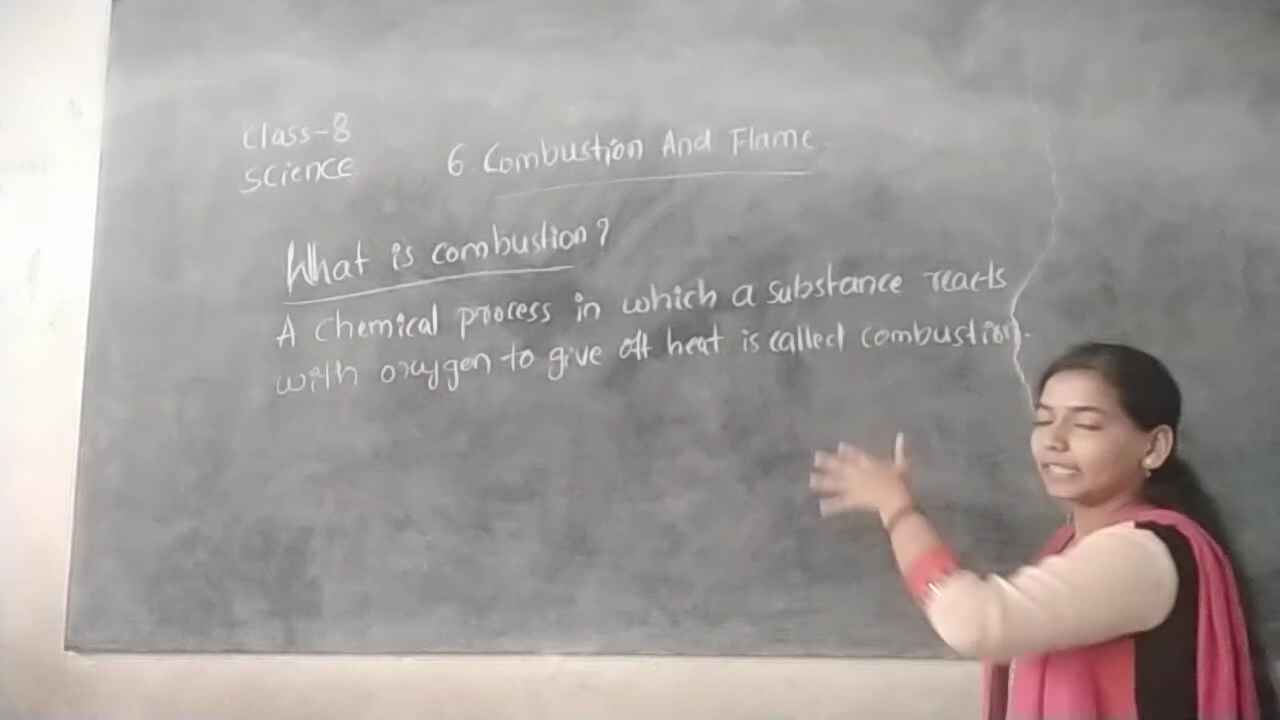 Class-8
Science
6. Combustion And Flame
What is combustion?
A Chemical process in which a substance reacts
with oxygen to give off heat is called combustion.